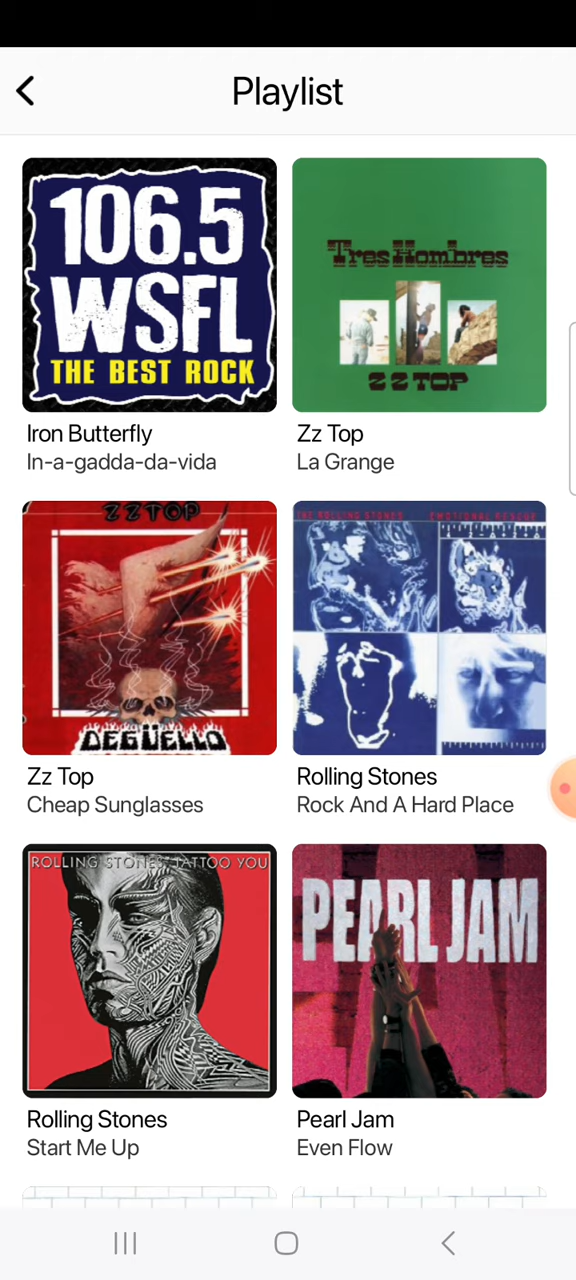 Playlist
106.5
WSFL
THE BEST ROCK
Iron Butterfly
In-a-gadda-da-vida
Tres Hombres
ZZ TOP
Zz Top
La Grange
ZZ TOP
DEGÜELLO
Zz Top
Cheap Sunglasses
THE ROLLING STONES EMOTIONAL RESCUE
Rolling Stones
Rock And A Hard Place
ROLLING STONES TATTOO YOU
Rolling Stones
Start Me Up
PEARL JAM
Pearl Jam
Even Flow